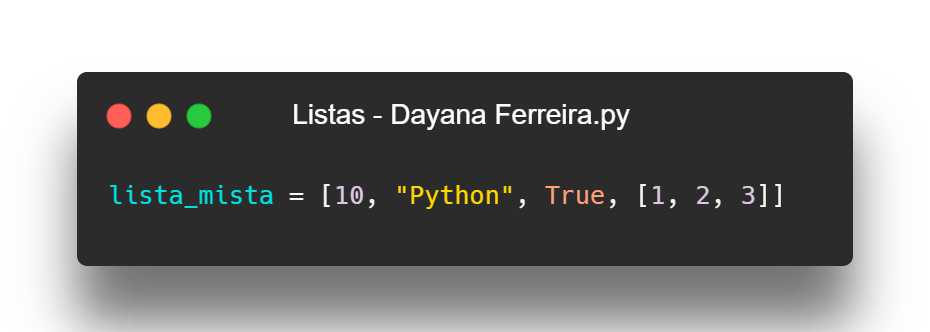 Listas - Dayana Ferreira.py
lista_mista = [10, "Python", True, [1, 2, 3]]